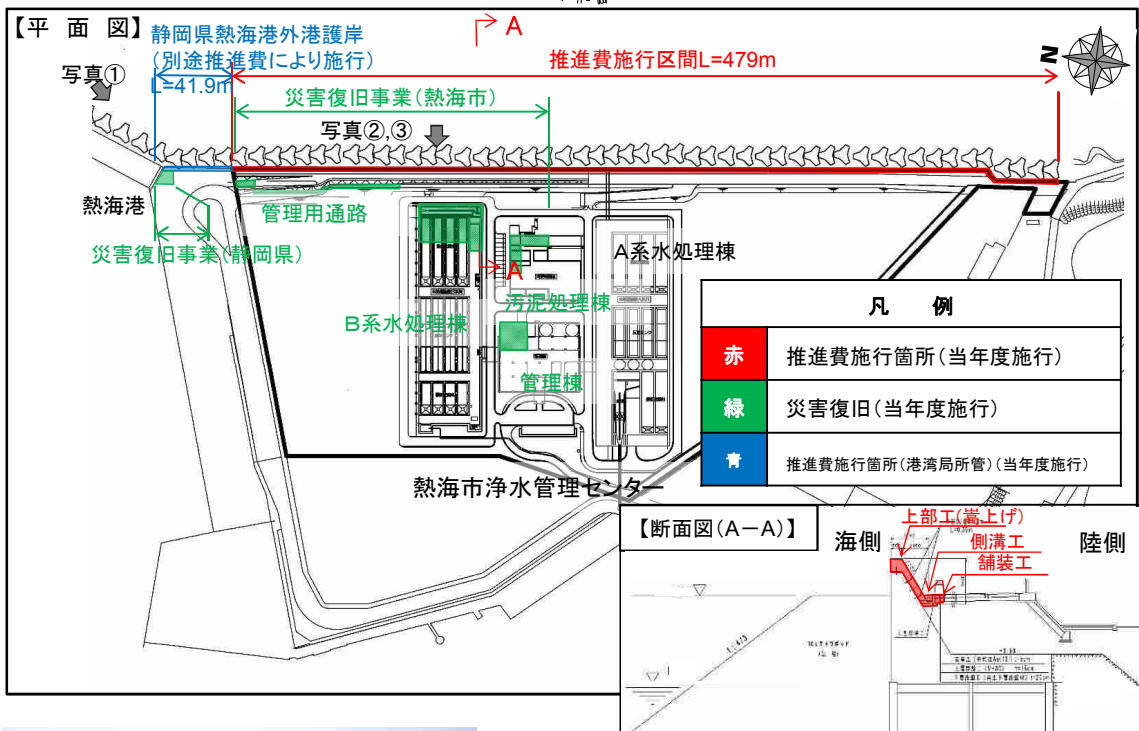 【平 面 図】
静岡県熱海港外港護岸
(別途推進費により施行)
L=41.9m
A
推進費施行区間L=479m
N
写真①
災害復旧事業(熱海市)
写真②,③
熱海港
管理用通路
災害復旧事業(静岡県)
A
A系水処理棟
汚泥処理棟
B系水処理棟
管理棟
熱海市浄水管理センター
凡 例
赤 推進費施行箇所(当年度施行)
緑 災害復旧(当年度施行)
青 推進費施行箇所(港湾局所管)(当年度施行)
【断面図(A-A)】
上部工(嵩上げ)
海側
側溝工
陸側
舗装工